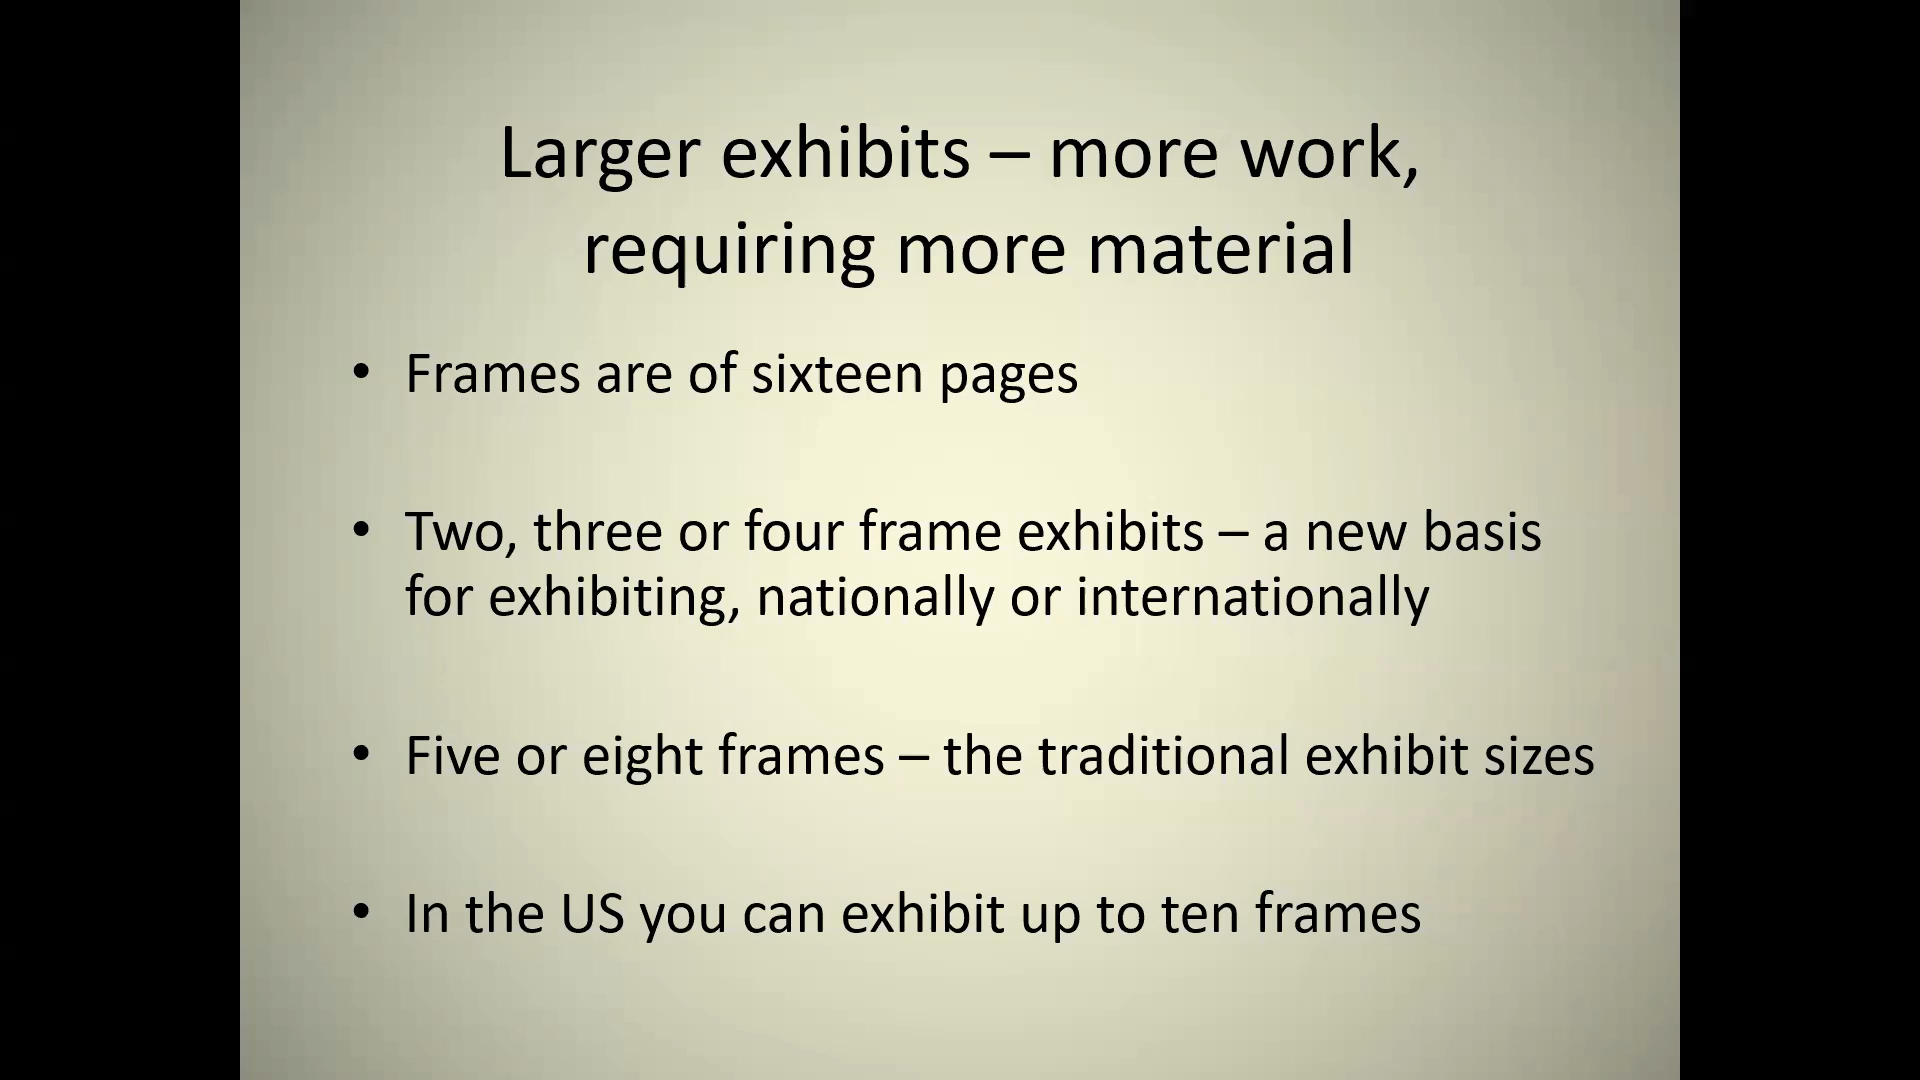 Larger exhibits – more work,
requiring more material
• Frames are of sixteen pages
• Two, three or four frame exhibits – a new basis
for exhibiting, nationally or internationally
• Five or eight frames – the traditional exhibit sizes
• In the US you can exhibit up to ten frames